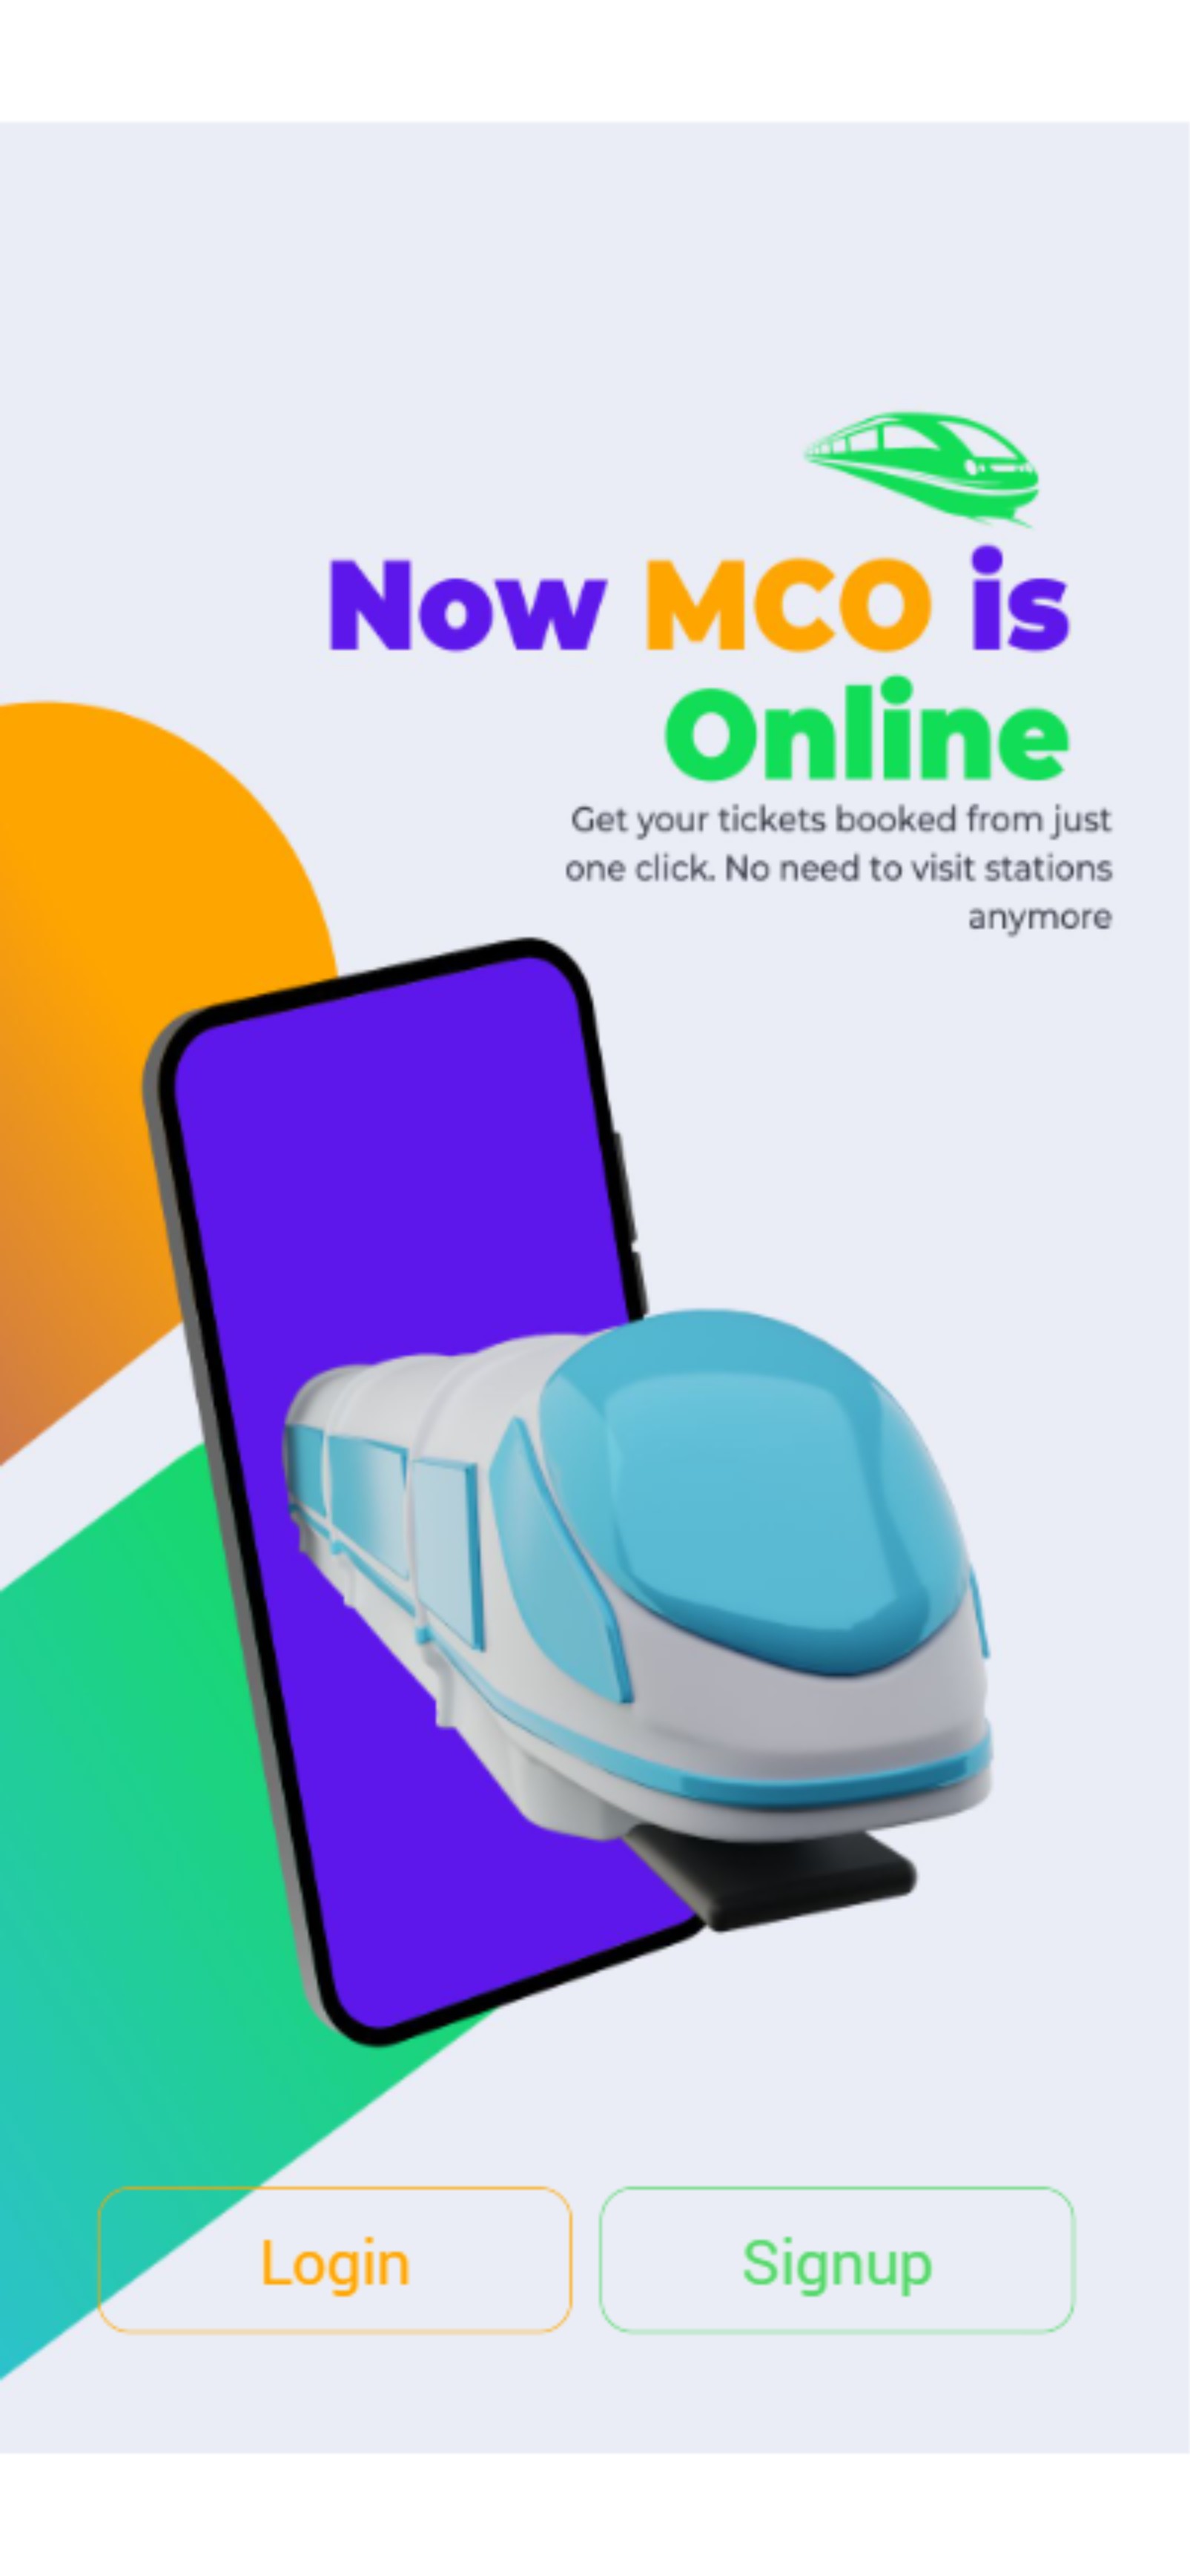 Now MCO is
Online
Get your tickets booked from just
one click. No need to visit stations
anymore
Login
Signup